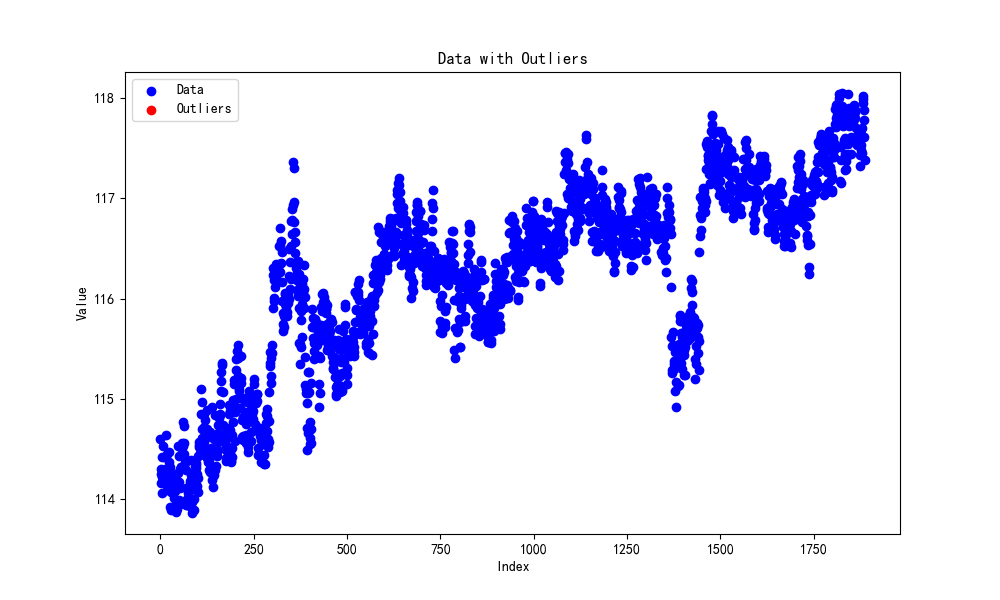 Data with Outliers
Data
Outliers
118
117
116
115
114
Value
0 250 500 750 1000 1250 1500 1750
Index